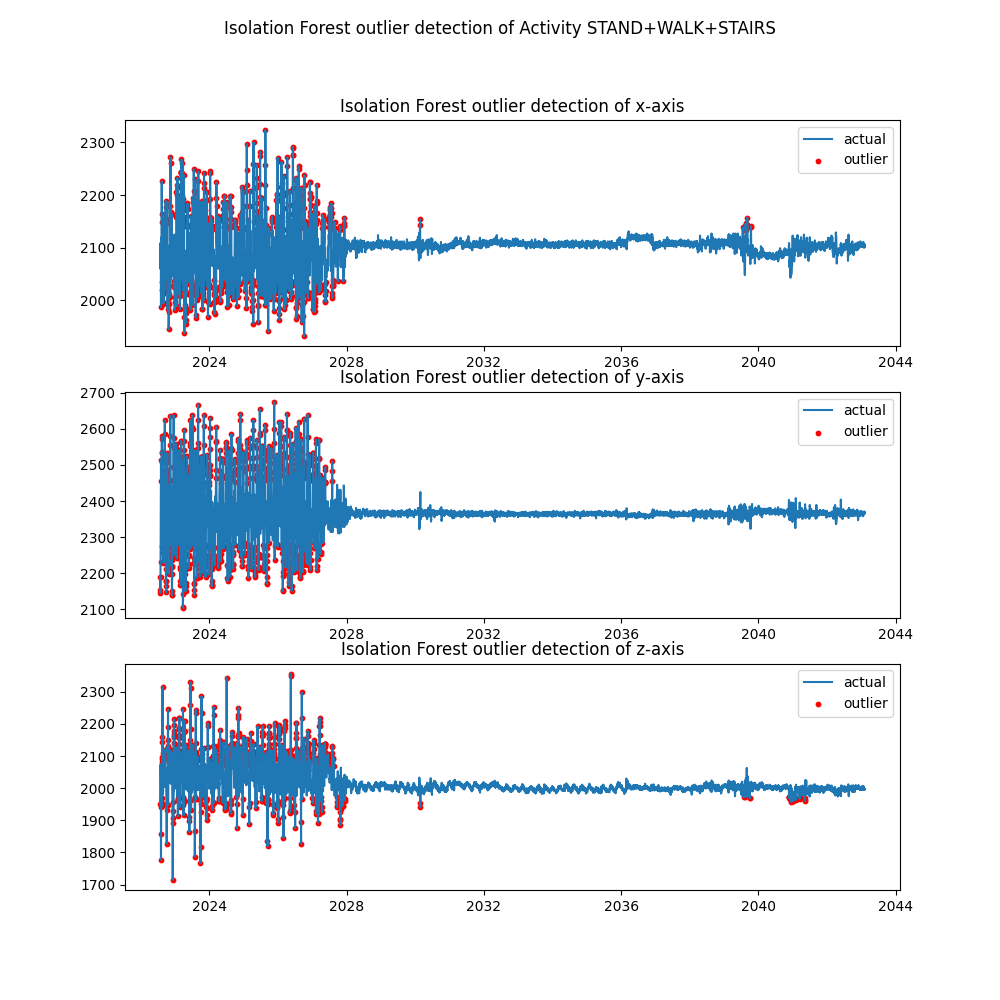 Isolation Forest outlier detection of Activity STAND+WALK+STAIRS
Isolation Forest outlier detection of x-axis
actual
outlier
2300
2200
2100
2000
2024 2028 2032 2036 2040 2044
Isolation Forest outlier detection of y-axis
actual
outlier
2700
2600
2500
2400
2300
2200
2100
2024 2028 2032 2036 2040 2044
Isolation Forest outlier detection of z-axis
actual
outlier
2300
2200
2100
2000
1900
1800
1700
2024 2028 2032 2036 2040 2044